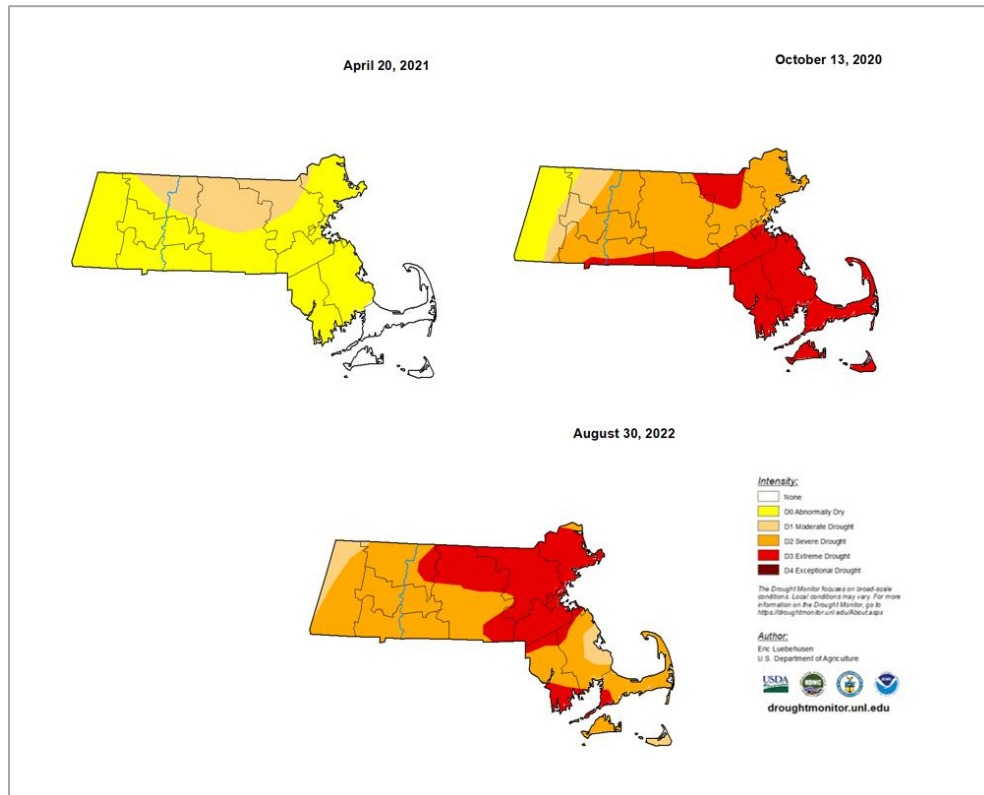 April 20, 2021
October 13, 2020
August 30, 2022
Intensity:
None
D0 Abnormally Dry
D1 Moderate Drought
D2 Severe Drought
D3 Extreme Drought
D4 Exceptional Drought
The Drought Monitor focuses on broad-scale
conditions. Local conditions may vary. For more
information on the Drought Monitor, go to
https://droughtmonitor.unl.edu/About.aspx
Author:
Eric Luebehusen
U.S. Department of Agriculture
USDA
droughtmonitor.unl.edu